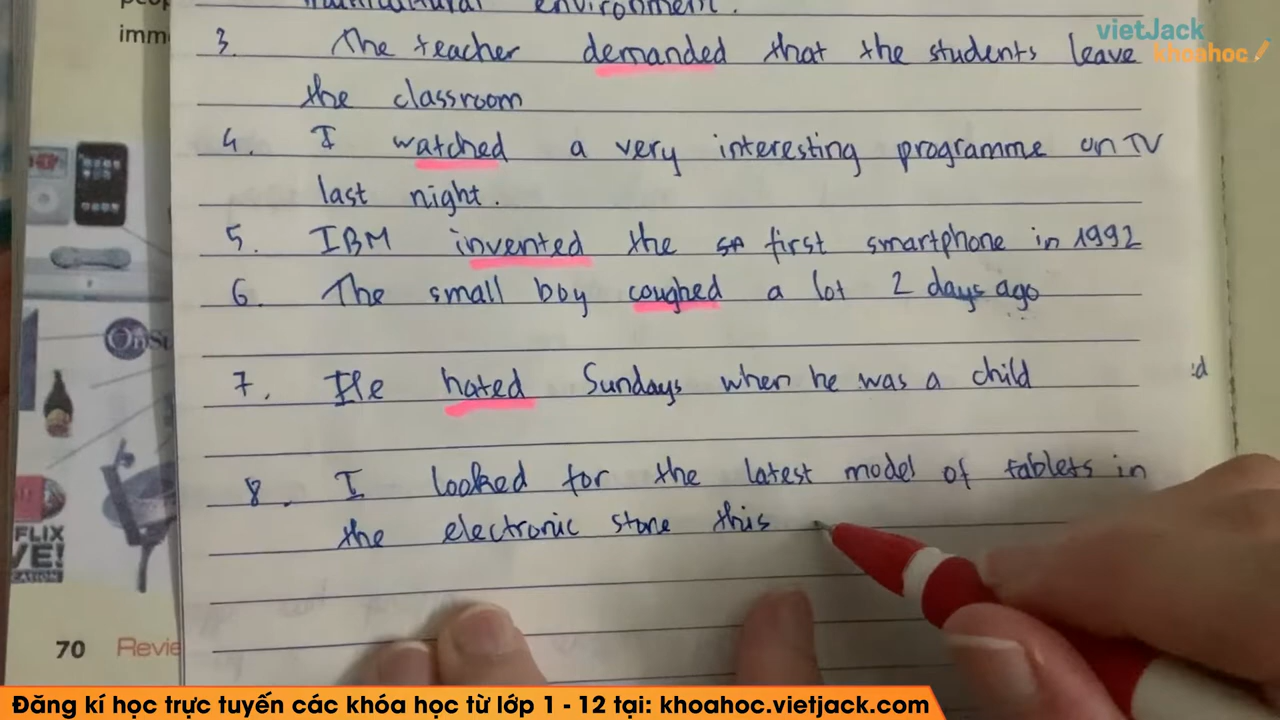 multicultural environment.
imm
3. The teacher demanded that the students leave
the classroom
4. I watched a very interesting programme on TV
last night.
5. IBM invented the first smartphone in 1992
6. The small boy coughed a lot 2 days ago
7. He hated Sundays when he was a child
8. I looked for the latest model of tablets in
the electronic store this
70 Revie
vietJack
khoahoc
Đăng kí học trực tuyến các khóa học từ lớp 1 - 12 tại: khoahoc.vietjack.com